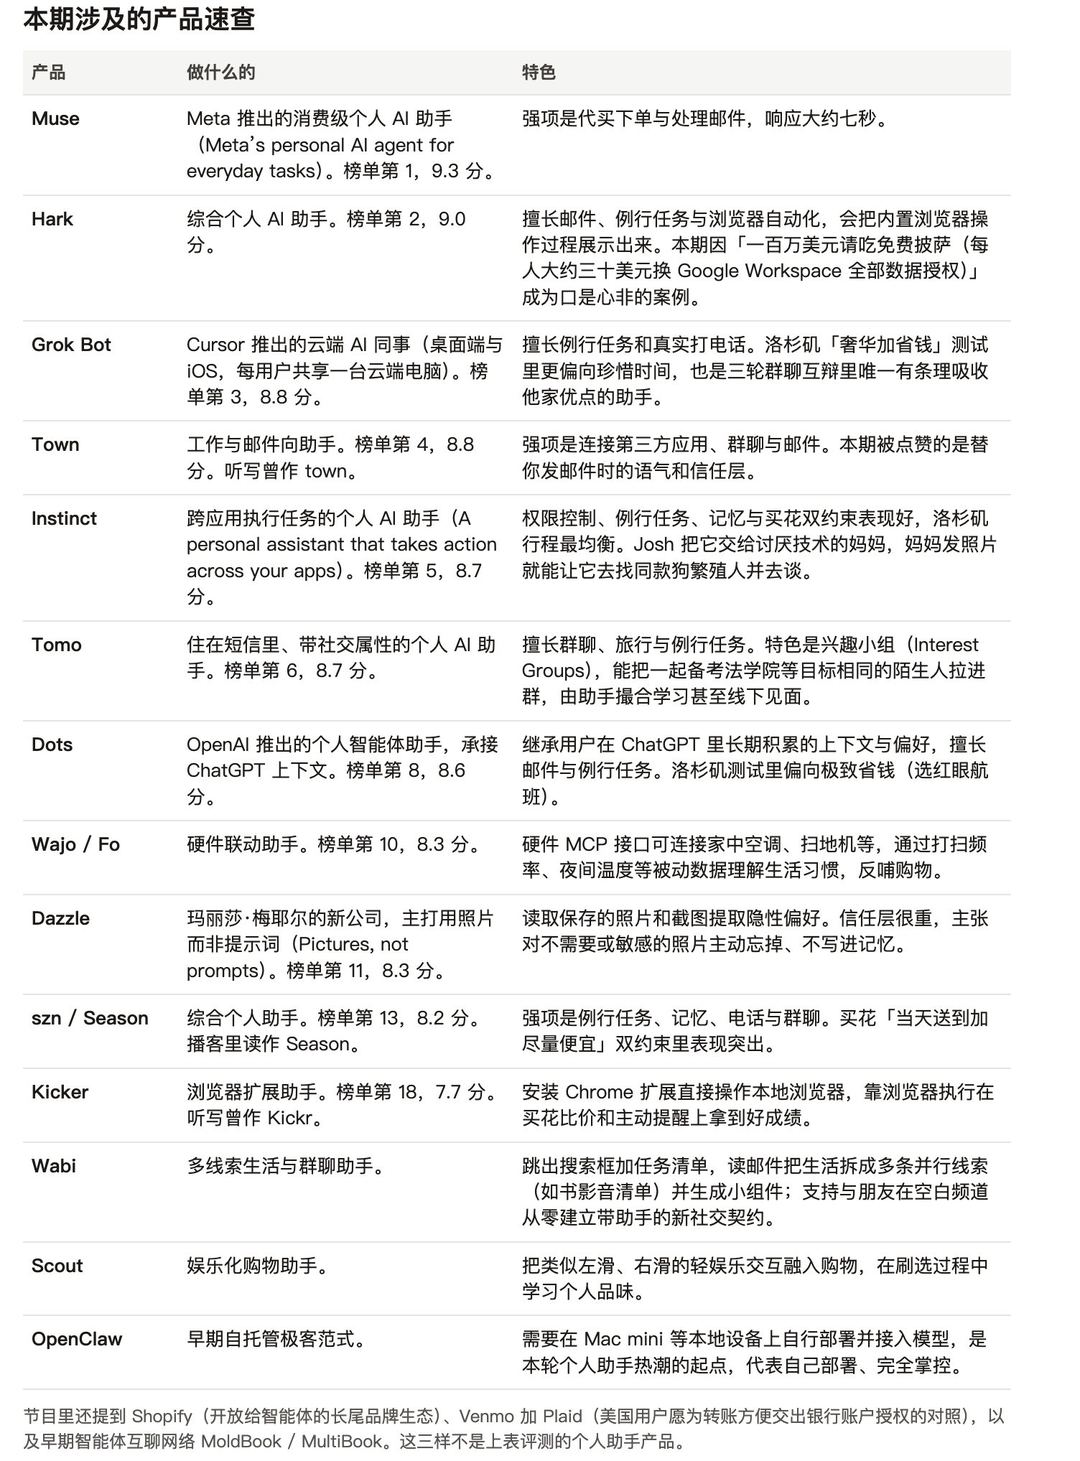 本期涉及的产品速查
产品 做什么的 特色
Muse Meta 推出的消费级个人 AI 助手 强项是代买下单与处理邮件，响应大约七秒。
（Meta’s personal AI agent for
everyday tasks）。榜单第 1，9.3 分。
Hark 综合个人 AI 助手。榜单第 2，9.0 擅长邮件、例行任务与浏览器自动化，会把内置浏览器操
分。 作过程展示出来。本期因「一百万美元请吃免费披萨（每
人大约三十美元换 Google Workspace 全部数据授权）」
成为口是心非的案例。
Grok Bot Cursor 推出的云端 AI 同事（桌面端与 擅长例行任务和真实打电话。洛杉矶「奢华加省钱」测试
iOS，每用户共享一台云端电脑）。榜 里更偏向珍惜时间，也是三轮群聊互辩里唯一有条理吸收
单第 3，8.8 分。 他家优点的助手。
Town 工作与邮件向助手。榜单第 4，8.8 强项是连接第三方应用、群聊与邮件。本期被点赞的是替
分。听写曾作 town。 你发邮件时的语气和信任层。
Instinct 跨应用执行任务的个人 AI 助手（A 权限控制、例行任务、记忆与买花双约束表现好，洛杉矶
personal assistant that takes action 行程最均衡。Josh 把它交给讨厌技术的妈妈，妈妈发照片
across your apps）。榜单第 5，8.7 就能让它去找同款狗繁殖人并去谈。
分。
Tomo 住在短信里、带社交属性的个人 AI 助 擅长群聊、旅行与例行任务。特色是兴趣小组（Interest
手。榜单第 6，8.7 分。 Groups），能把一起备考法学院等目标相同的陌生人拉进
群，由助手撮合学习甚至线下见面。
Dots OpenAI 推出的个人智能体助手，承接 继承用户在 ChatGPT 里长期积累的上下文与偏好，擅长
ChatGPT 上下文。榜单第 8，8.6 邮件与例行任务。洛杉矶测试里偏向极致省钱（选红眼航
分。 班）。
Wajo / Fo 硬件联动助手。榜单第 10，8.3 分。 硬件 MCP 接口可连接家中空调、扫地机等，通过打扫频
率、夜间温度等被动数据理解生活习惯，反哺购物。
Dazzle 玛丽莎·梅耶尔的新公司，主打用照片 读取保存的照片和截图提取隐性偏好。信任层很重，主张
而非提示词（Pictures, not 对不需要或敏感的照片主动忘掉、不写进记忆。
prompts）。榜单第 11，8.3 分。
szn / Season 综合个人助手。榜单第 13，8.2 分。 强项是例行任务、记忆、电话与群聊。买花「当天送到加
播客里读作 Season。 尽量便宜」双约束里表现突出。
Kicker 浏览器扩展助手。榜单第 18，7.7 分。 安装 Chrome 扩展直接操作本地浏览器，靠浏览器执行在
听写曾作 Kickr。 买花比价和主动提醒上拿到好成绩。
Wabi 多线索生活与群聊助手。 跳出搜索框加任务清单，读邮件把生活拆成多条并行线索
（如书影音清单）并生成小组件；支持与朋友在空白频道
从零建立带助手的新社交契约。
Scout 娱乐化购物助手。 把类似左滑、右滑的轻娱乐交互融入购物，在刷选过程中
学习个人品味。
OpenClaw 早期自托管极客范式。 需要在 Mac mini 等本地设备上自行部署并接入模型，是
本轮个人助手热潮的起点，代表自己部署、完全掌控。
节目里还提到 Shopify（开放给智能体的长尾品牌生态）、Venmo 加 Plaid（美国用户愿为转账方便交出银行账户授权的对照），以
及早期智能体互聊网络 MoldBook / MultiBook。这三样不是上表评测的个人助手产品。